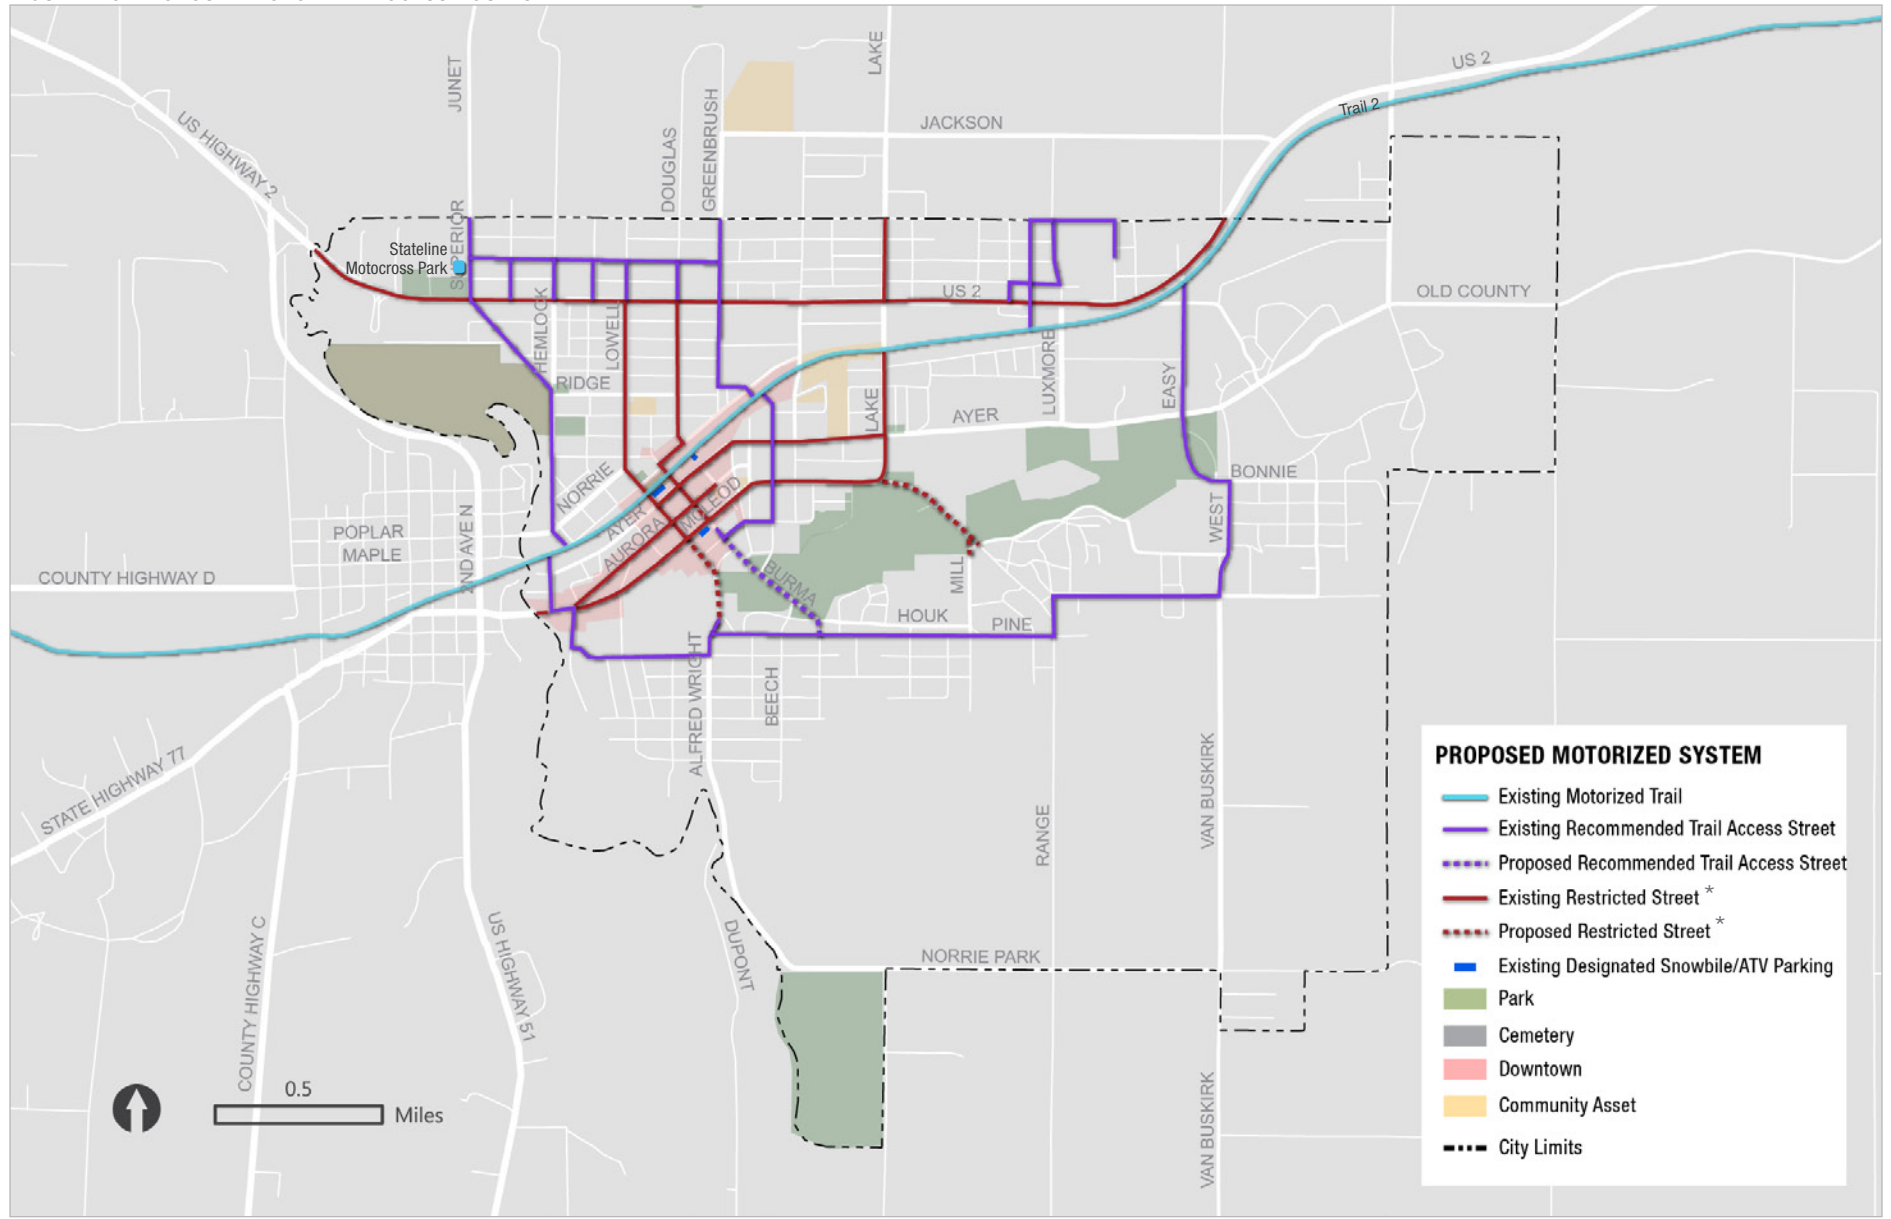 US 2
LAKE
JUNET
Trail 2
GREENBRUSH
US HIGHWAY 2
JACKSON
DOUGLAS
SUPERIOR
Stateline
Motocross Park
US 2
OLD COUNTY
HEMLOCK
LOWELL
LUXMORE
RIDGE
EASY
LAKE
AYER
NORRIE
BONNIE
MCLEOD
AYER
AURORA
WEST
POPLAR
MAPLE
2ND AVE N
COUNTY HIGHWAY D
BURMA
MILL
HOUK
PINE
ALFRED WRIGHT
BEECH
STATE HIGHWAY 77
VAN BUSKIRK
RANGE
COUNTY HIGHWAY C
US HIGHWAY 51
DUPONT
NORRIE PARK
VAN BUSKIRK
0.5
Miles
PROPOSED MOTORIZED SYSTEM
Existing Motorized Trail
Existing Recommended Trail Access Street
Proposed Recommended Trail Access Street
Existing Restricted Street *
Proposed Restricted Street *
Existing Designated Snowbile/ATV Parking
Park
Cemetery
Downtown
Community Asset
City Limits